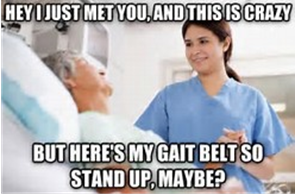 HEY I JUST MET YOU, AND THIS IS CRAZY
BUT HERE'S MY GAIT BELT SO
STAND UP, MAYBE?